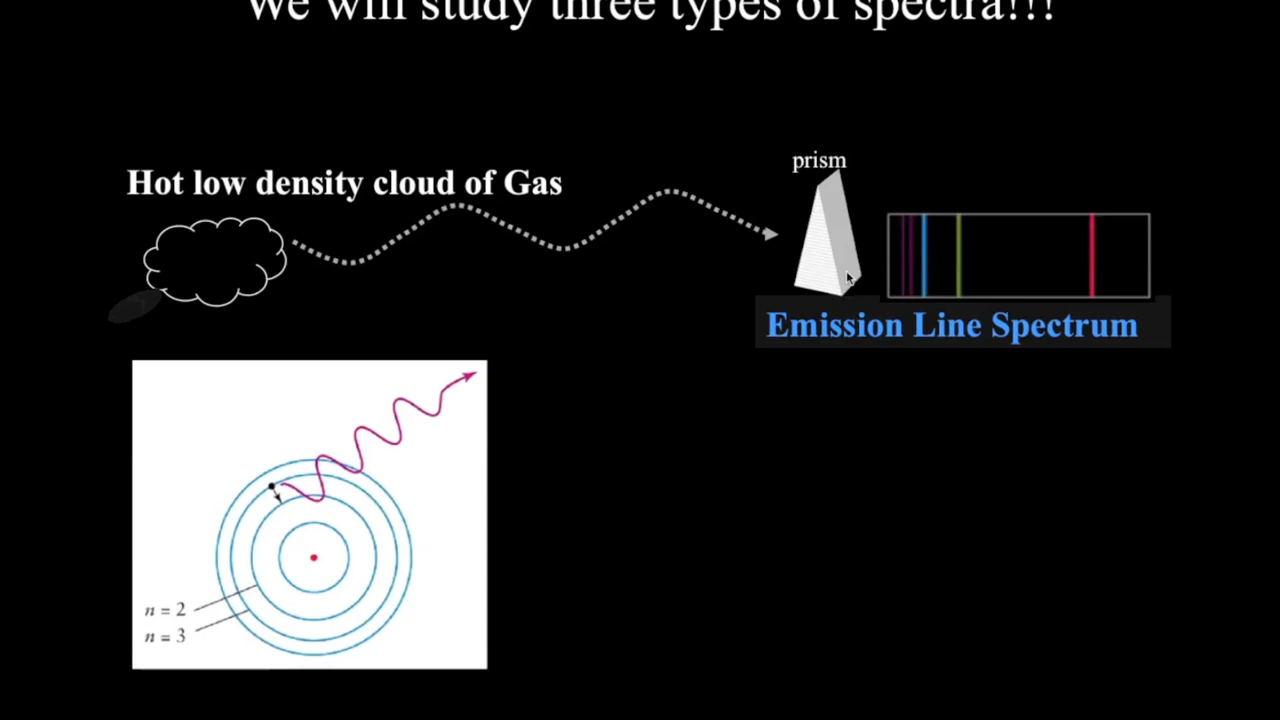 We will study three types of spectra!!!
prism
Hot low density cloud of Gas
Emission Line Spectrum
n = 2
n = 3